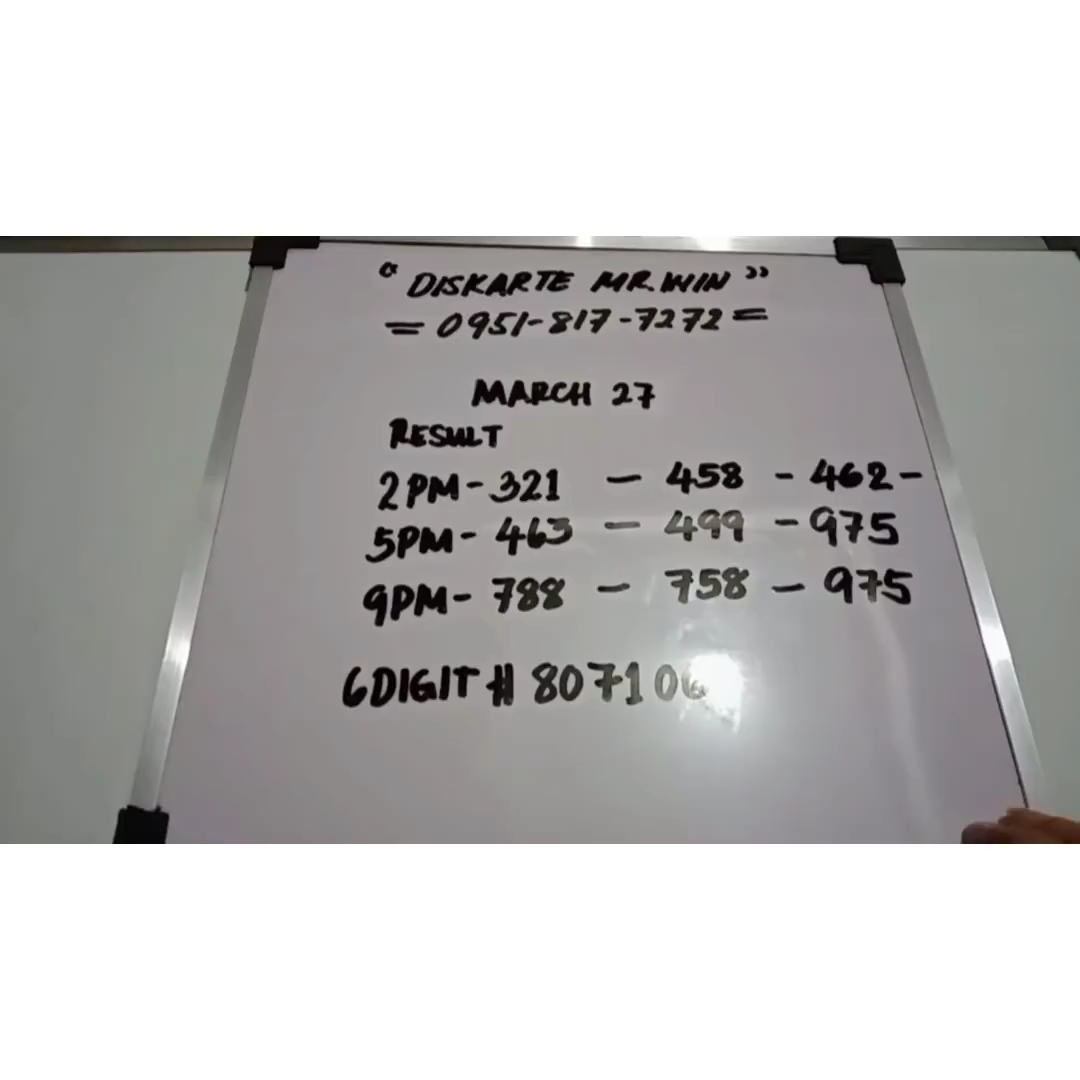 “DISKARTE MR. WIN”
= 0951-817-7272 =
MARCH 27
RESULT
2PM - 321 - 458 - 462 -
5PM - 463 - 499 - 975
9PM - 788 - 758 - 975
6DIGIT # 807106